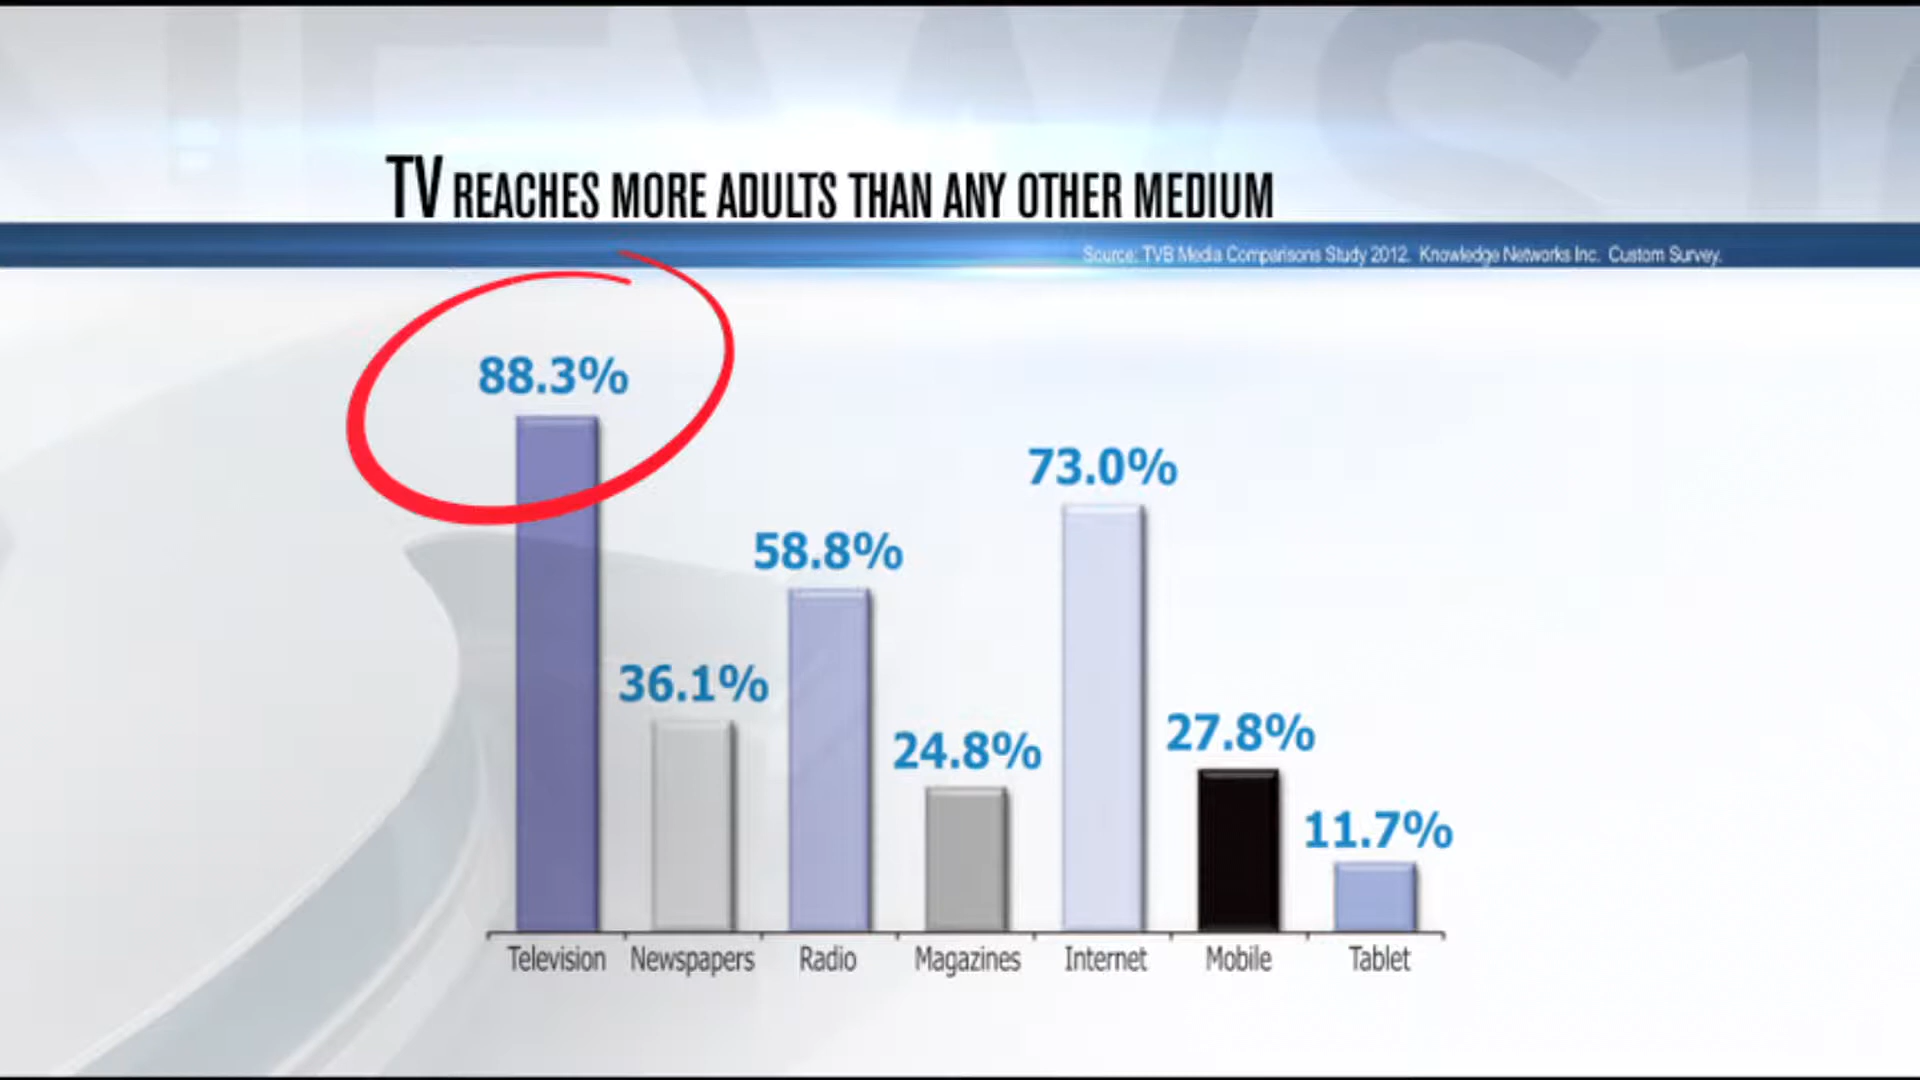 TV REACHES MORE ADULTS THAN ANY OTHER MEDIUM
Source: TVB Media Comparisons Study 2012. Knowledge Networks Inc. Custom Survey.
88.3%
36.1%
58.8%
24.8%
73.0%
27.8%
11.7%
Television Newspapers Radio Magazines Internet Mobile Tablet